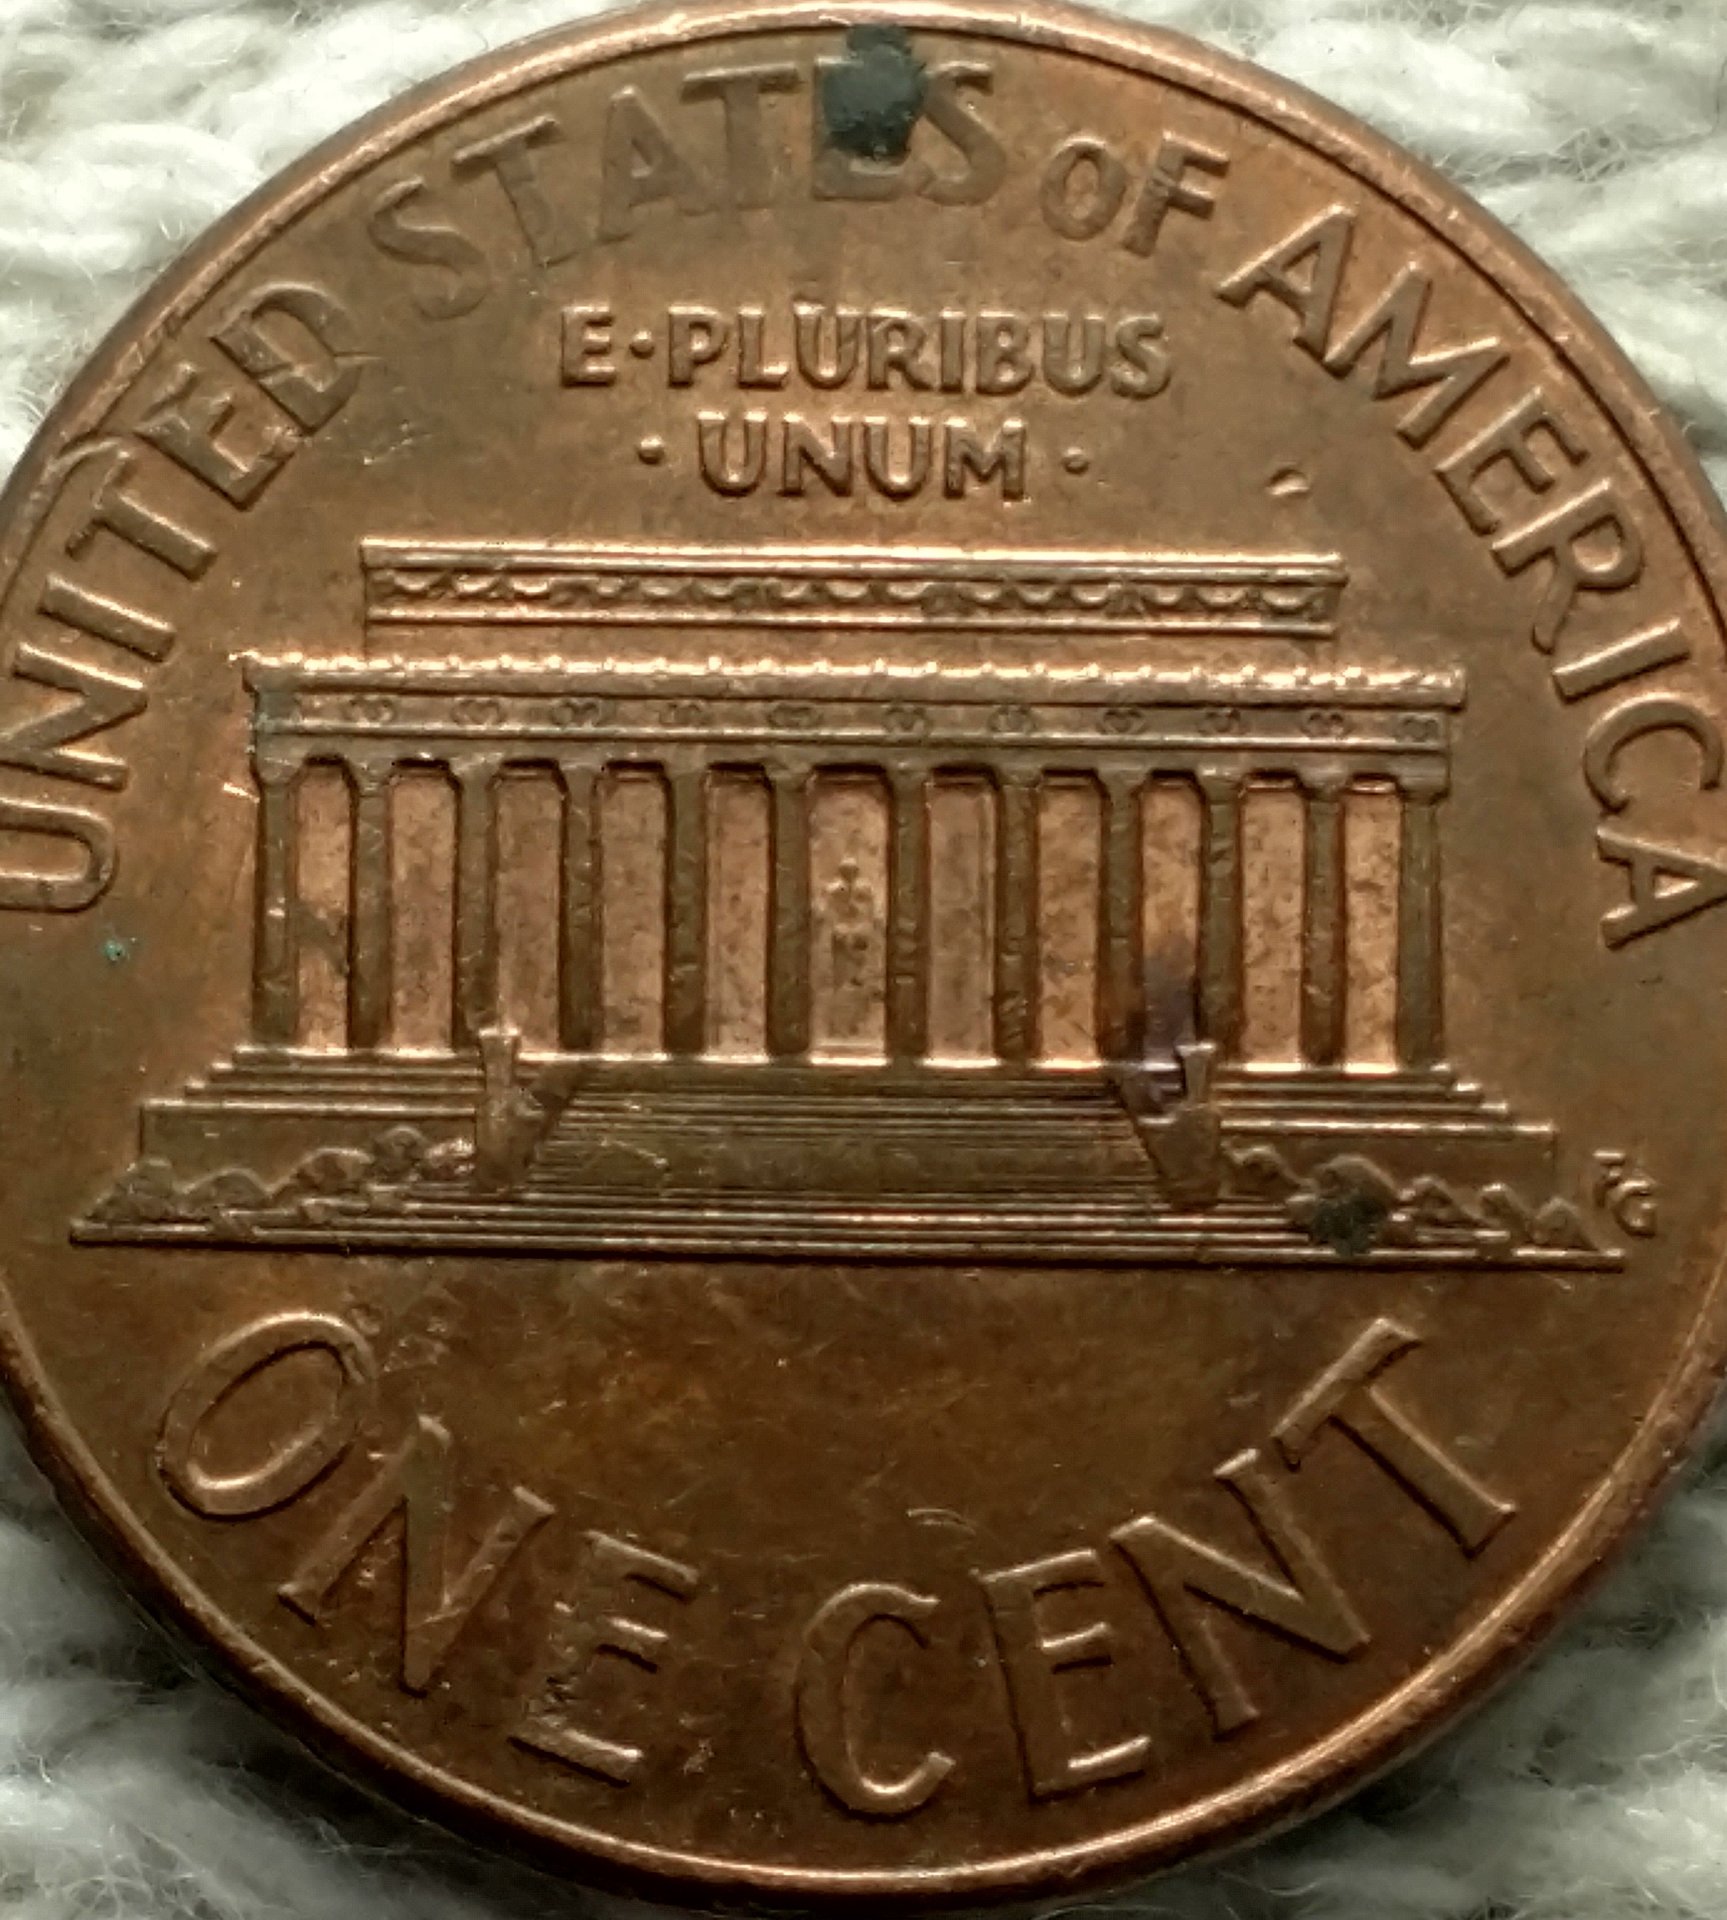 UNITED STATES OF AMERICA
E·PLURIBUS
·UNUM·
FG
ONE CENT